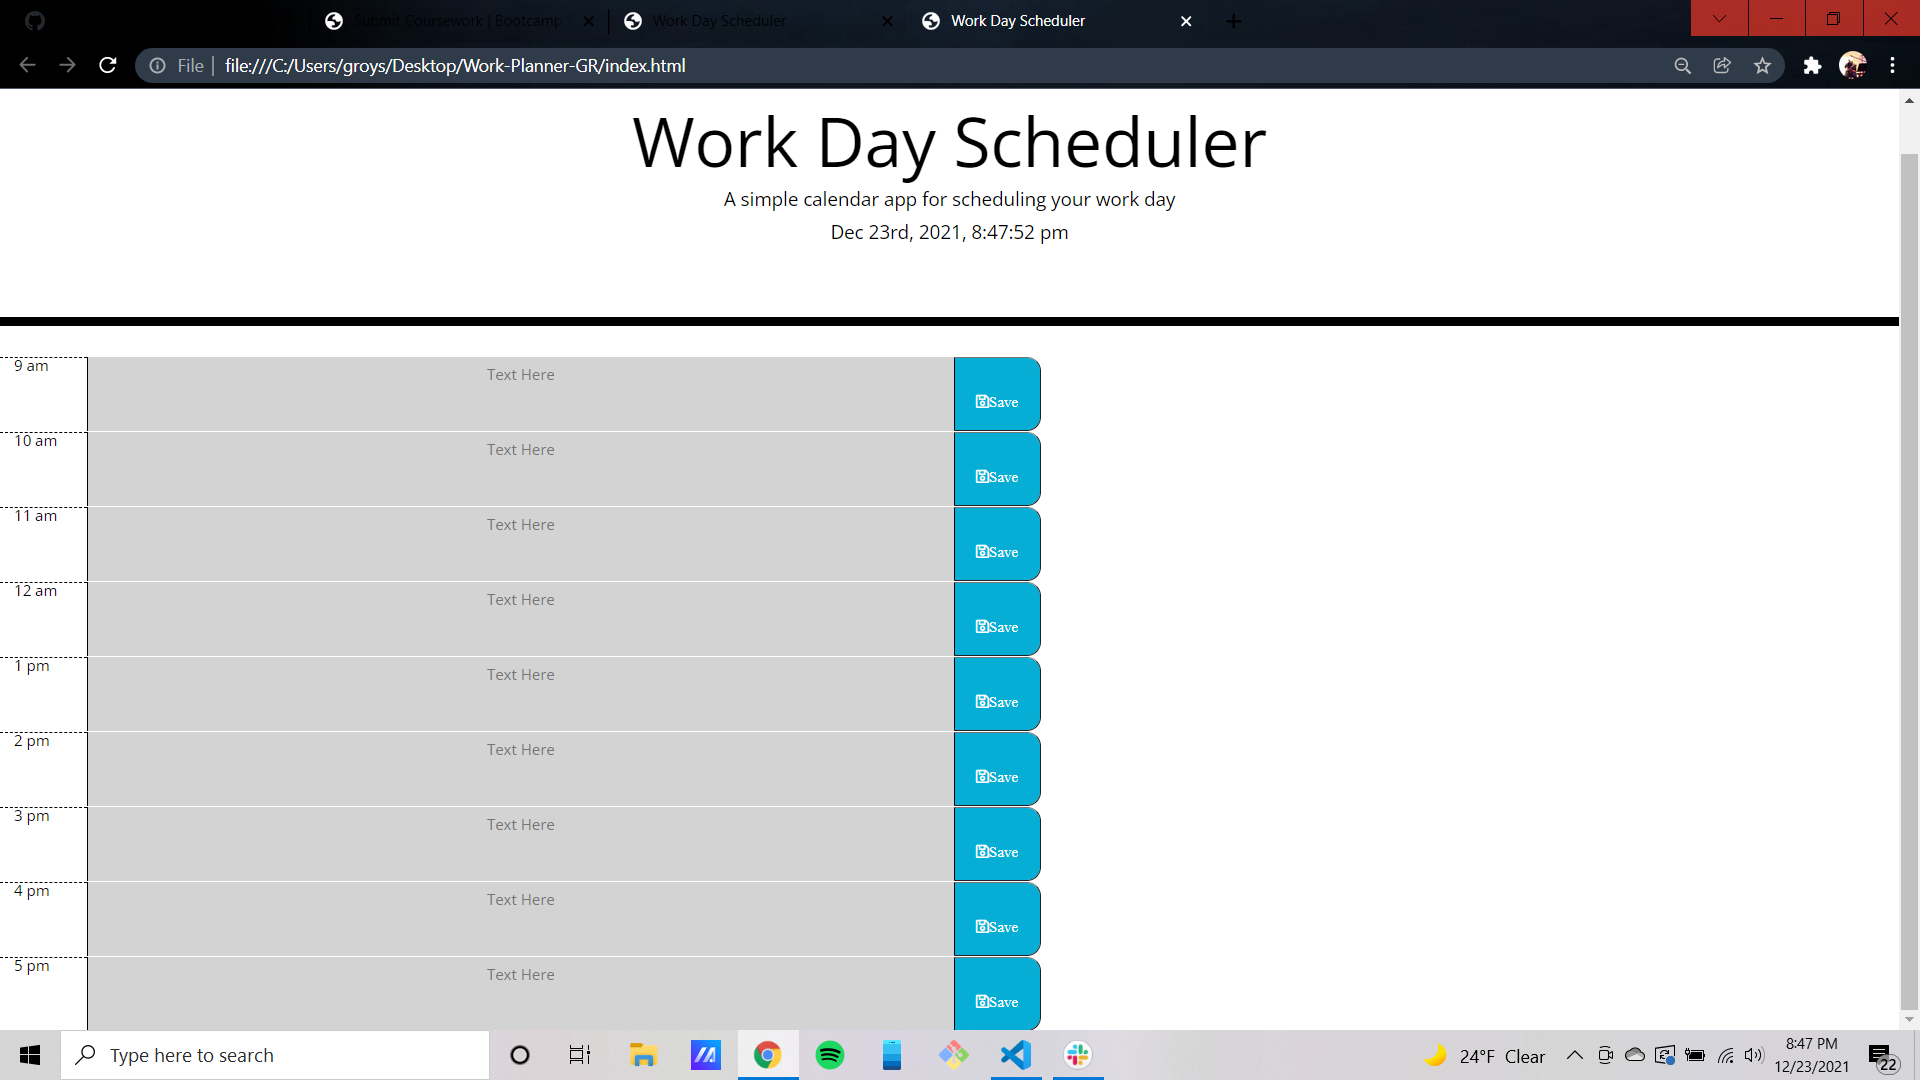 Submit Coursework | Bootcamp
Work Day Scheduler
Work Day Scheduler
File
file:///C:/Users/groys/Desktop/Work-Planner-GR/index.html
Work Day Scheduler
A simple calendar app for scheduling your work day
Dec 23rd, 2021, 8:47:52 pm
9 am
Text Here
Save
10 am
Text Here
Save
11 am
Text Here
Save
12 am
Text Here
Save
1 pm
Text Here
Save
2 pm
Text Here
Save
3 pm
Text Here
Save
4 pm
Text Here
Save
5 pm
Text Here
Save
Type here to search
24°F Clear
8:47 PM
12/23/2021
22